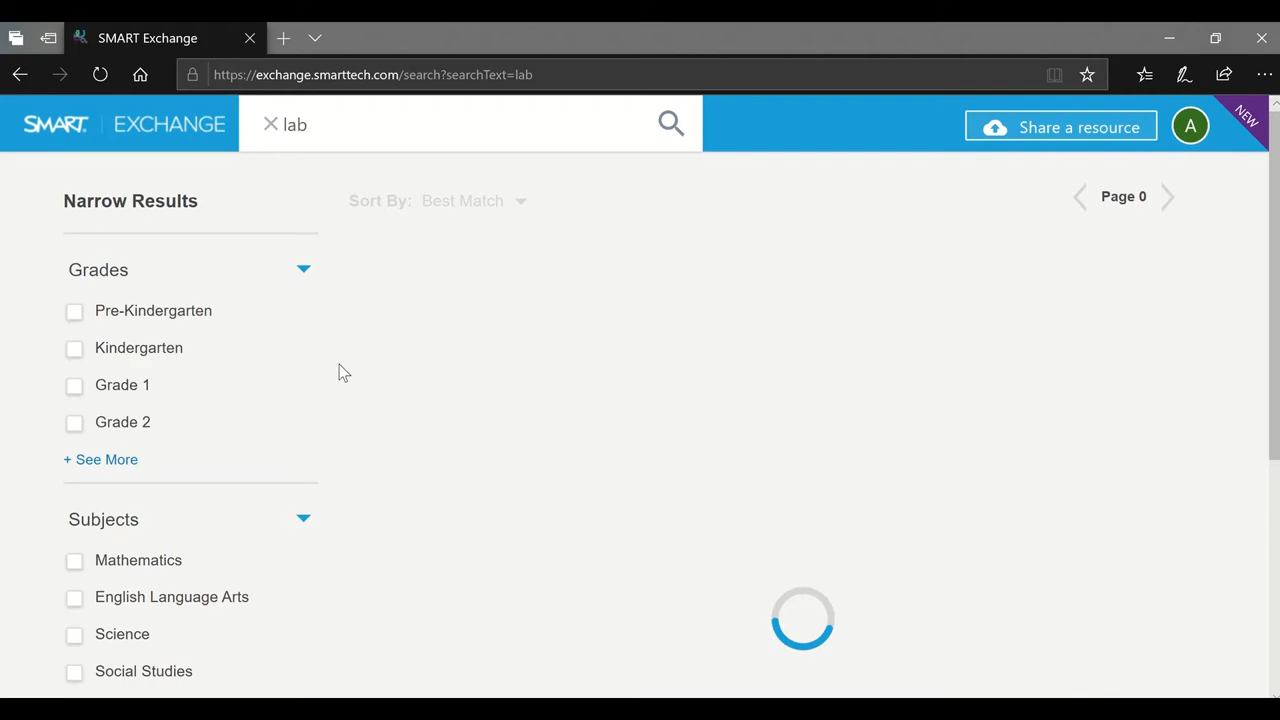 SMART Exchange
https://exchange.smarttech.com/search?searchText=lab
SMART EXCHANGE
lab
Share a resource
A
NEW
Narrow Results
Sort By: Best Match
Page 0
Grades
Pre-Kindergarten
Kindergarten
Grade 1
Grade 2
+ See More
Subjects
Mathematics
English Language Arts
Science
Social Studies